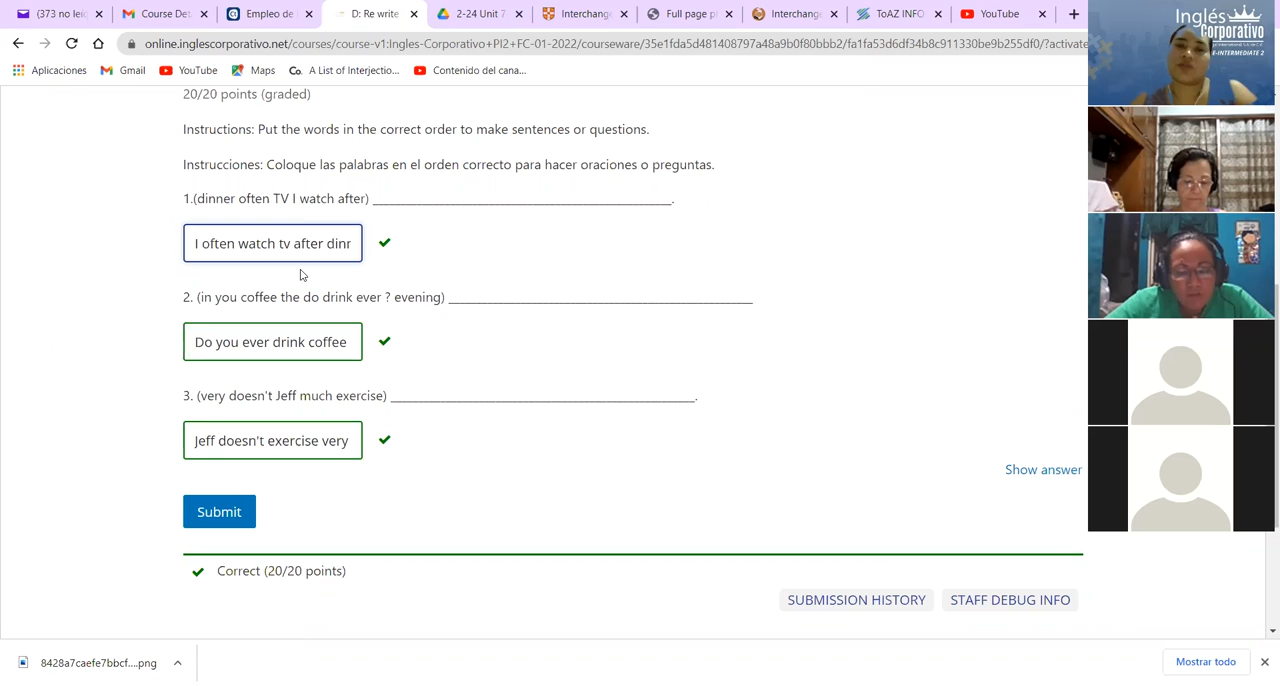 (373 no leíd
Course Det
Empleo de
D: Re write
2-24 Unit 7
Interchange
Full page p
Interchang
ToAZ INFO
YouTube
online.inglescorporativo.net/courses/course-v1:Ingles-Corporativo+PI2+FC-01-2022/courseware/35e1fda5d481408797a48a9b0f80bbb2/fa1fa53d6df34b8c911330be9b255df0/?activate
Aplicaciones
Gmail
YouTube
Maps
Co. A List of Interjectio...
Contenido del cana...
Inglés
Corporativo
E-INTERMEDIATE 2
20/20 points (graded)
Instructions: Put the words in the correct order to make sentences or questions.
Instrucciones: Coloque las palabras en el orden correcto para hacer oraciones o preguntas.
1.(dinner often TV I watch after) ________________________________________.
I often watch tv after dinr
2. (in you coffee the do drink ever ? evening) ________________________________________
Do you ever drink coffee
3. (very doesn't Jeff much exercise) ________________________________________.
Jeff doesn't exercise very
Show answer
Submit
Correct (20/20 points)
SUBMISSION HISTORY
STAFF DEBUG INFO
8428a7caefe7bbcf....png
Mostrar todo